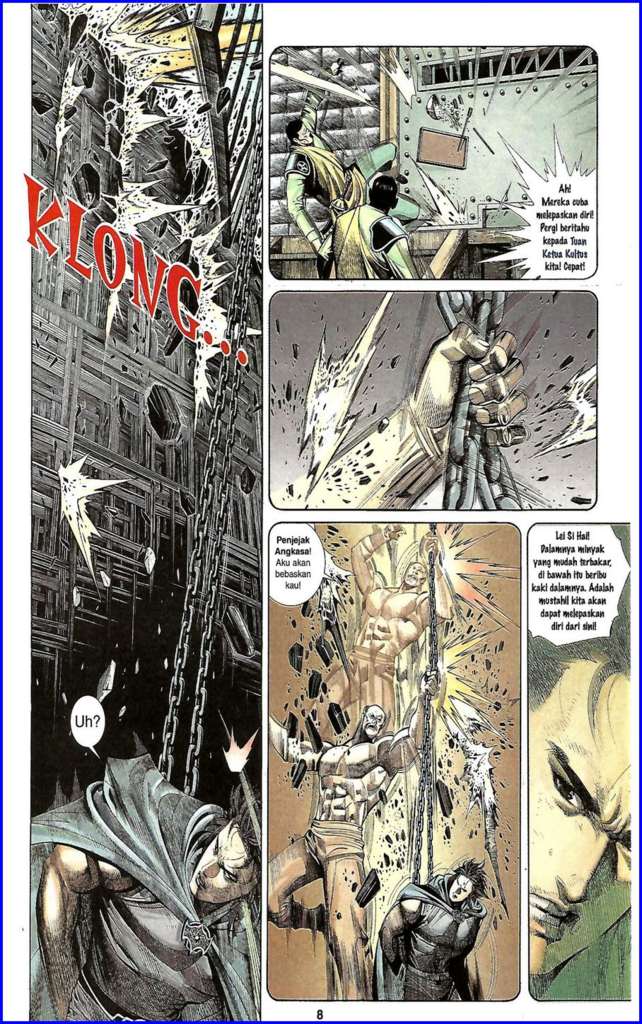 KLONG...
Uh?
Ah!
Mereka cuba
melepaskan diri!
Pergi beritahu
kepada Tuan
Ketua Kultus
kita! Cepat!
Penjejak
Angkasa!
Aku akan
bebaskan
kau!
Lei Si Hai!
Dalamnya minyak
yang mudah terbakar,
di bawah itu beribu
kaki dalamnya. Adalah
mustahil kita akan
dapat melepaskan
diri dari sini!
8